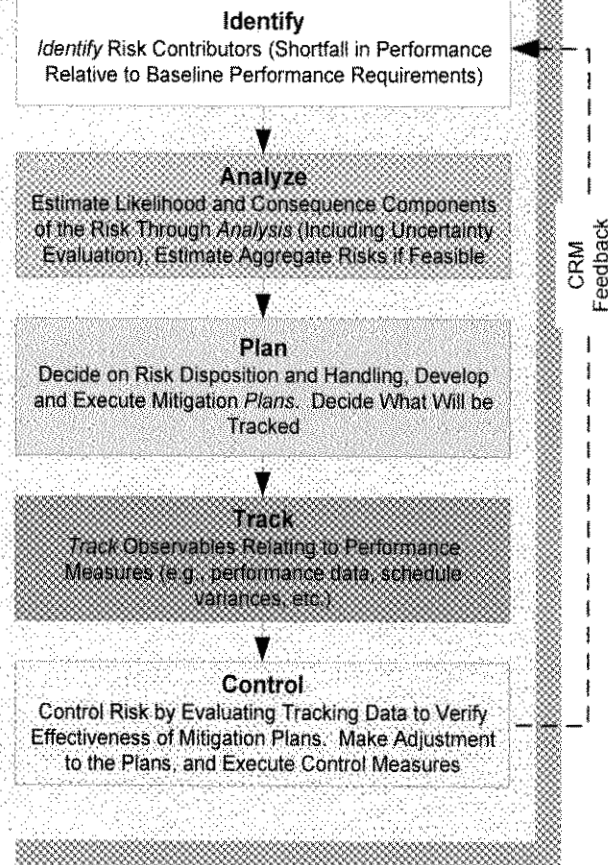 Identify
Identify Risk Contributors (Shortfall in Performance
Relative to Baseline Performance Requirements)
Analyze
Estimate Likelihood and Consequence Components
of the Risk Through Analysis (Including Uncertainty
Evaluation), Estimate Aggregate Risks if Feasible
Plan
Decide on Risk Disposition and Handling, Develop
and Execute Mitigation Plans. Decide What Will be
Tracked
Track
Track Observables Relating to Performance
Measures (e.g., performance data, schedule
variances, etc.)
Control
Control Risk by Evaluating Tracking Data to Verify
Effectiveness of Mitigation Plans. Make Adjustment
to the Plans, and Execute Control Measures
CRM
Feedback